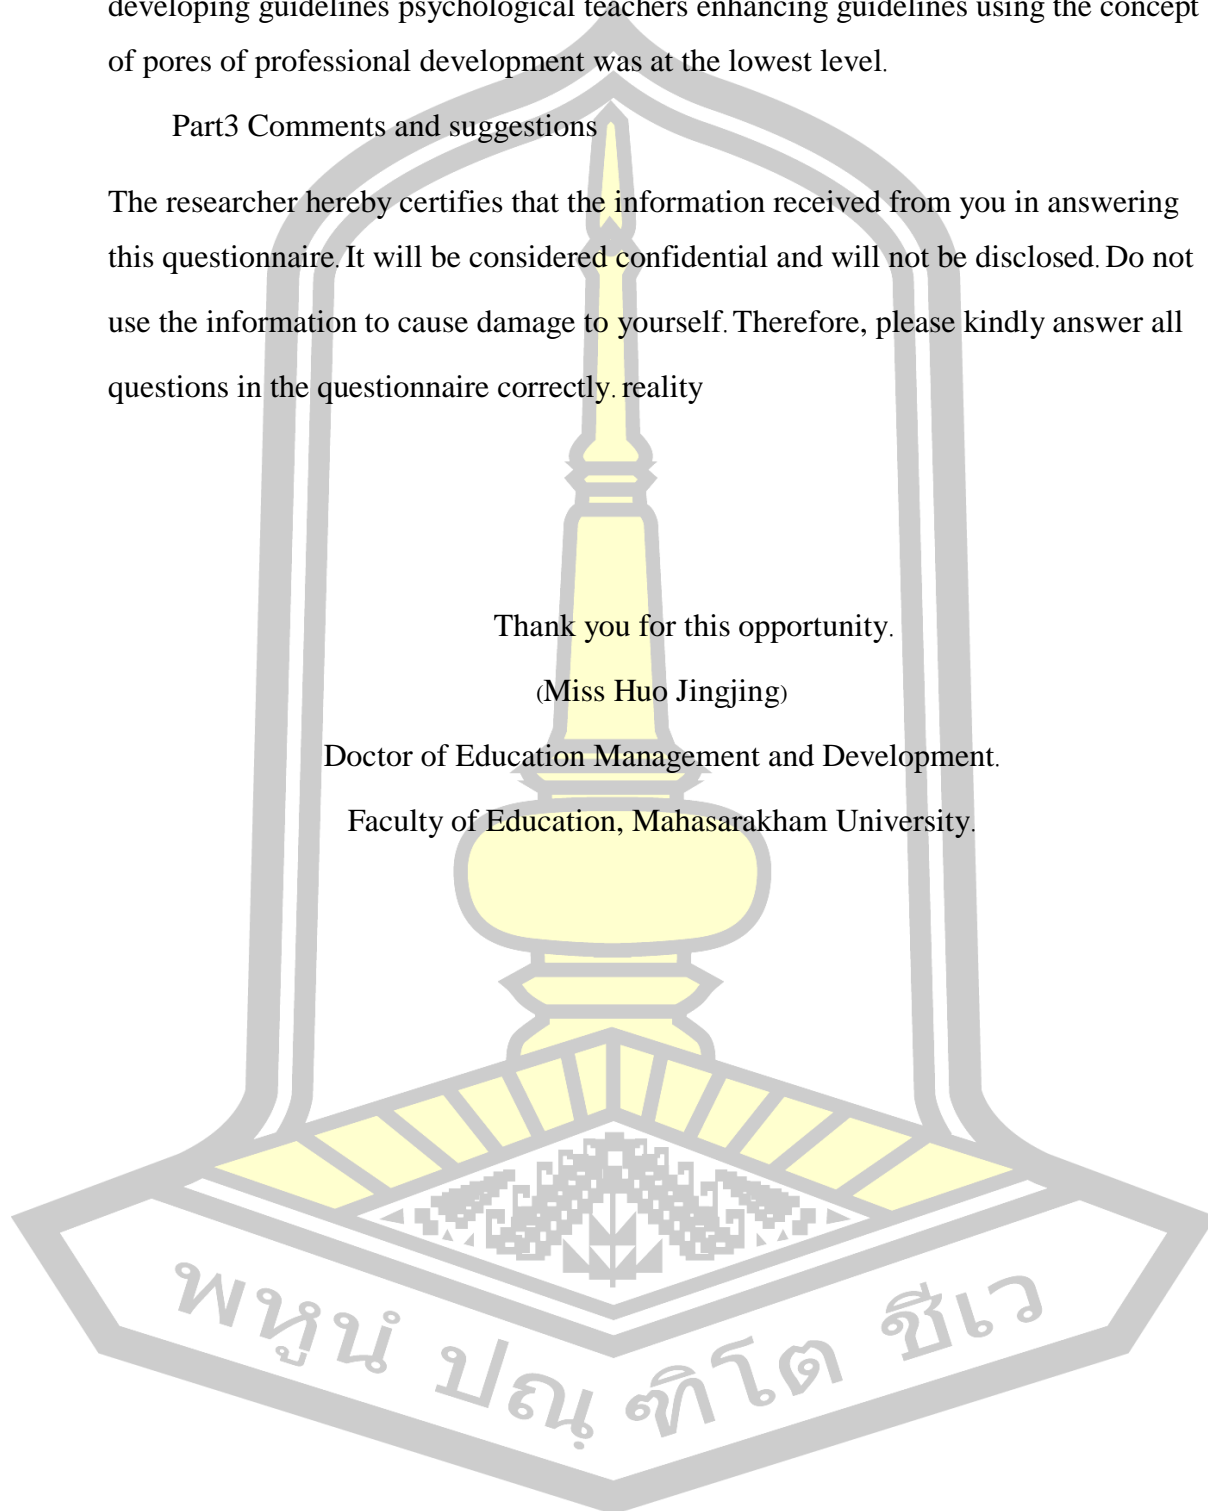 developing guidelines psychological teachers enhancing guidelines using the concept
of pores of professional development was at the lowest level.
Part3 Comments and suggestions
The researcher hereby certifies that the information received from you in answering
this questionnaire. It will be considered confidential and will not be disclosed. Do not
use the information to cause damage to yourself. Therefore, please kindly answer all
questions in the questionnaire correctly. reality
Thank you for this opportunity.
(Miss Huo Jingjing)
Doctor of Education Management and Development.
Faculty of Education, Mahasarakham University.
พหูนํ ปณฺ ฑิโต ชีเว